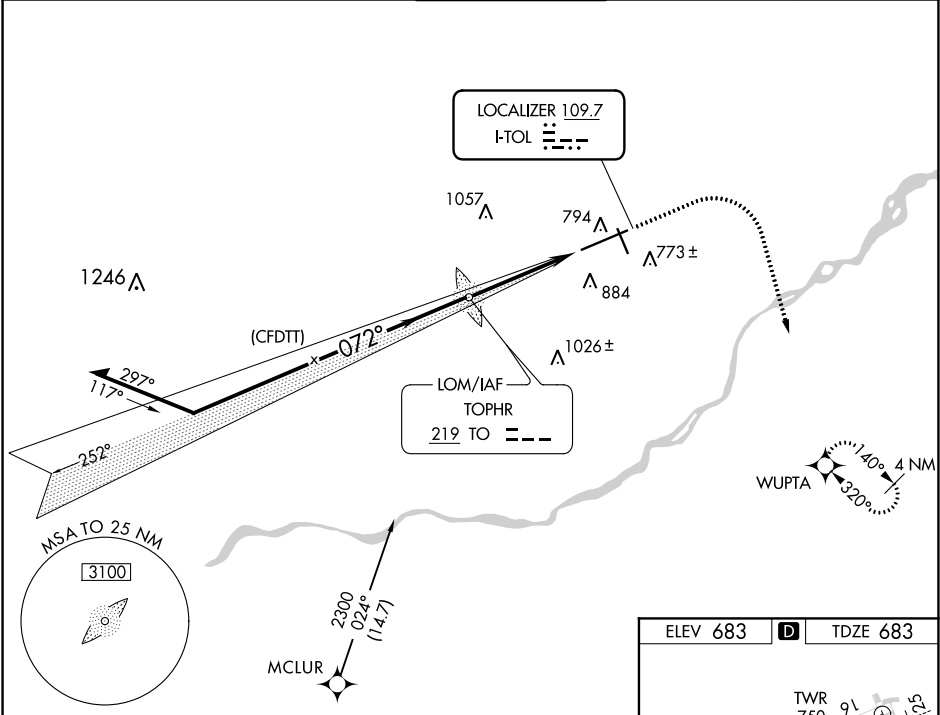 LOCALIZER 109.7
I-TOL
1057
794
773 ±
1246
884
(CFDTT)
072°
1026 ±
297°
117°
LOM/IAF
TOPHR
219 TO
252°
140°
4 NM
WUPTA
320°
MSA TO 25 NM
3100
2300
024°
(14.7)
MCLUR
ELEV 683
D
TDZE 683
TWR
16
25